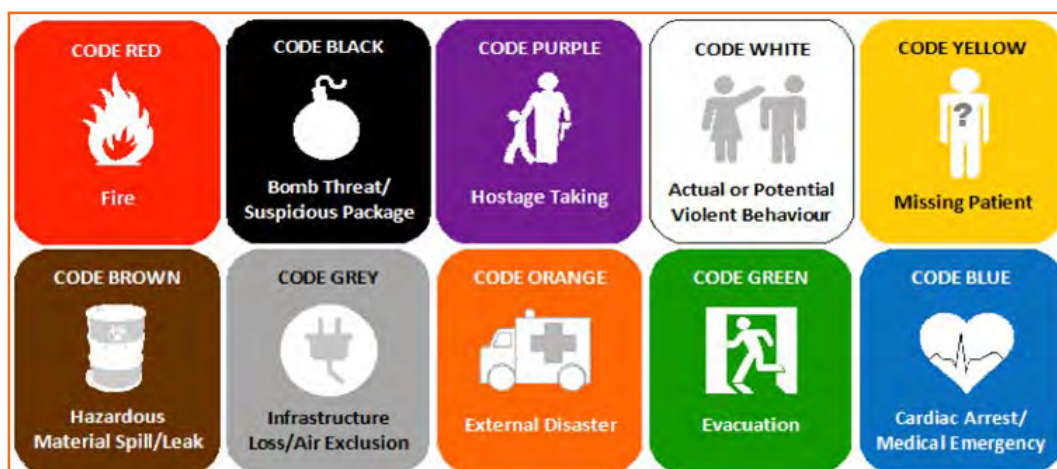 CODE RED
Fire
CODE BLACK
Bomb Threat/
Suspicious Package
CODE PURPLE
Hostage Taking
CODE WHITE
Actual or Potential
Violent Behaviour
CODE YELLOW
?
Missing Patient
CODE BROWN
Hazardous
Material Spill/Leak
CODE GREY
Infrastructure
Loss/Air Exclusion
CODE ORANGE
External Disaster
CODE GREEN
Evacuation
CODE BLUE
Cardiac Arrest/
Medical Emergency